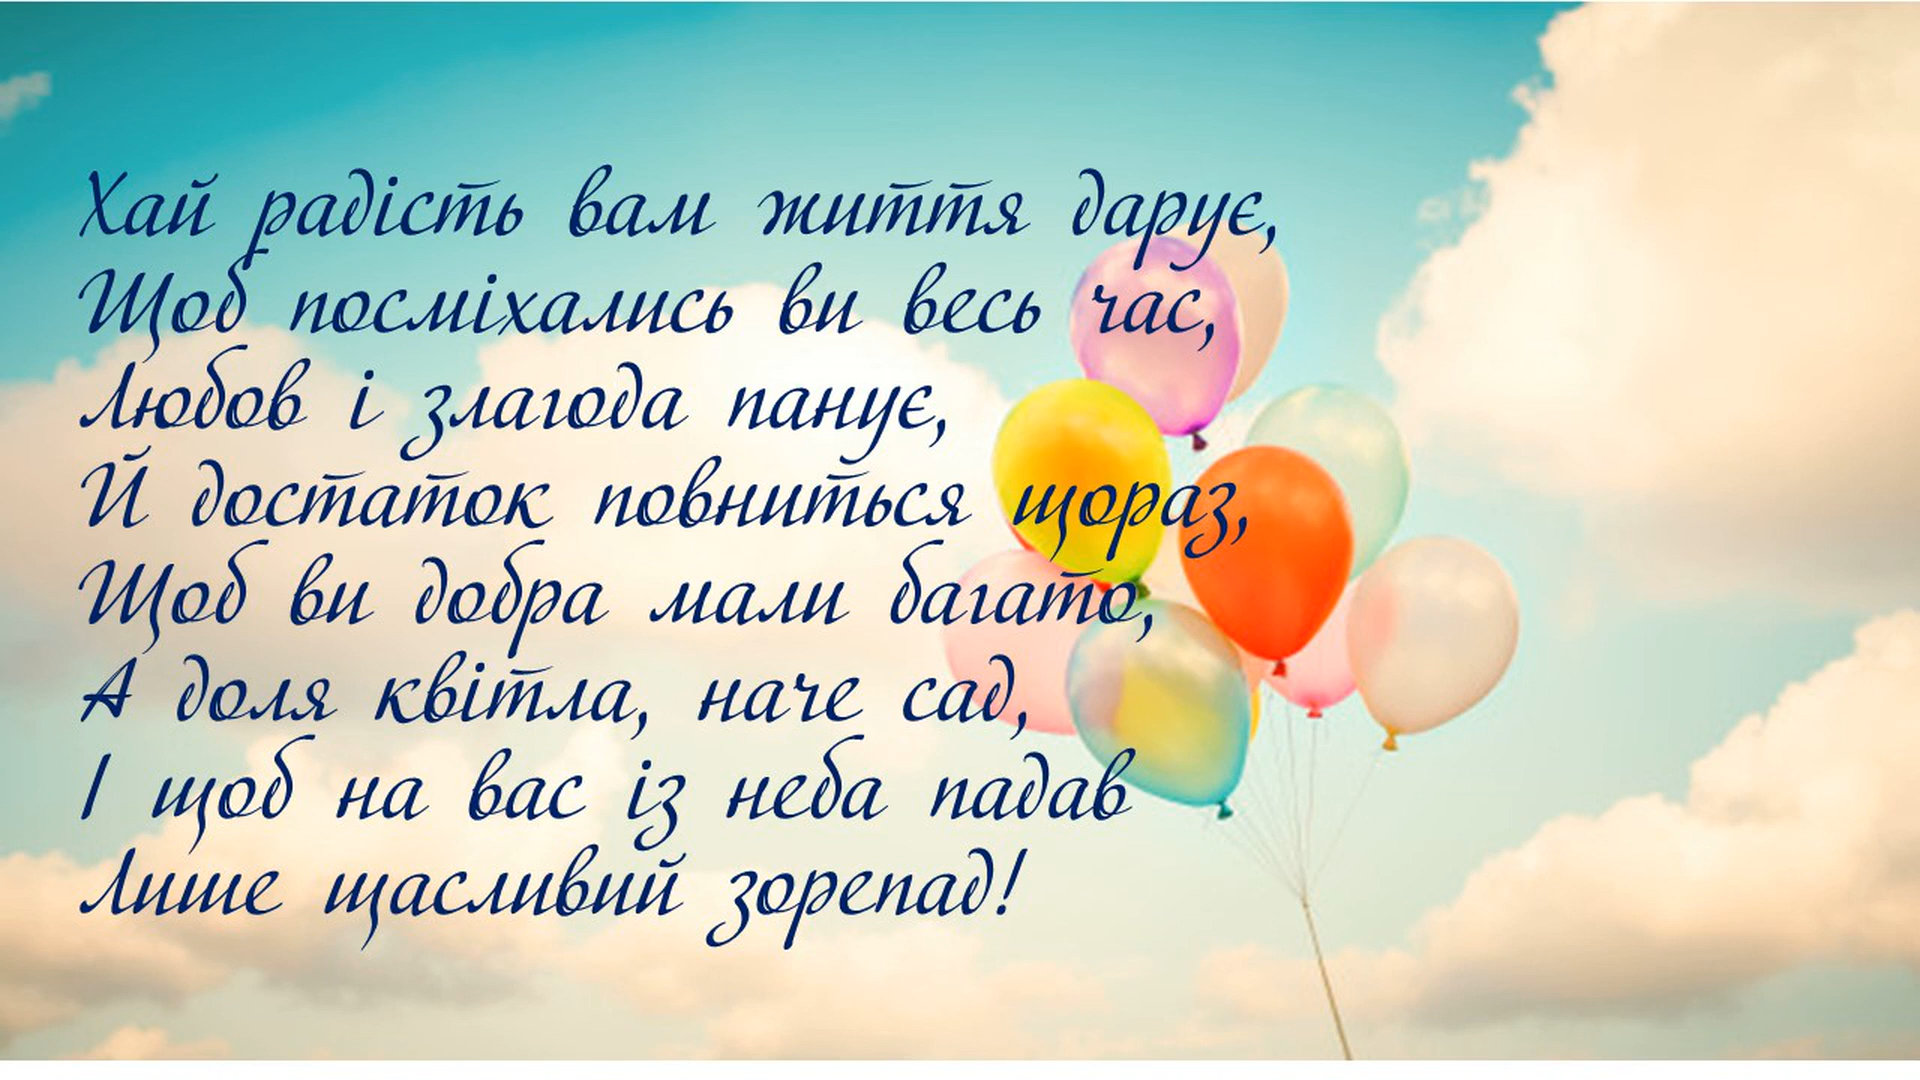 Хай радість вам життя дарує,
Щоб посміхались ви весь час,
Любов і злагода панує,
Й достаток повниться щораз,
Щоб ви добра мали багато,
А доля квітла, наче сад,
І щоб на вас із неба падав
Лише щасливий зорепад!